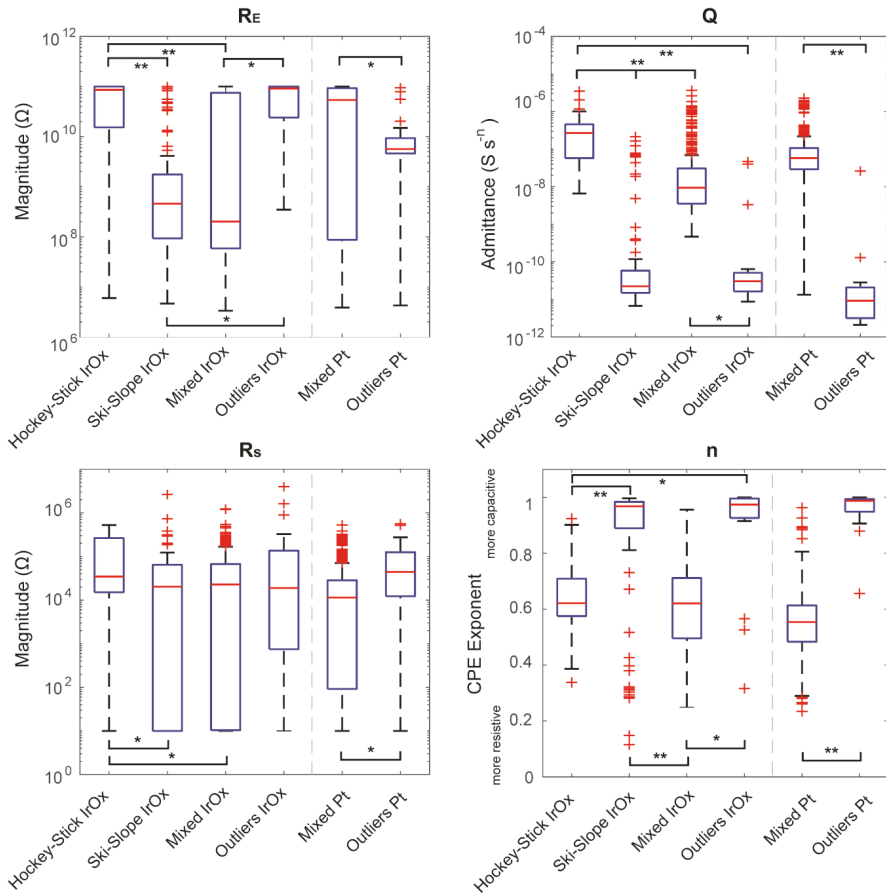 R_E
Magnitude (Ω)
10^12
10^10
10^8
10^6
**
**
*
*
*
Hockey-Stick IrOx
Ski-Slope IrOx
Mixed IrOx
Outliers IrOx
Mixed Pt
Outliers Pt
Q
Admittance (S s^-n)
10^-4
10^-6
10^-8
10^-10
10^-12
**
**
**
*
Hockey-Stick IrOx
Ski-Slope IrOx
Mixed IrOx
Outliers IrOx
Mixed Pt
Outliers Pt
R_S
Magnitude (Ω)
10^6
10^4
10^2
10^0
*
*
*
Hockey-Stick IrOx
Ski-Slope IrOx
Mixed IrOx
Outliers IrOx
Mixed Pt
Outliers Pt
n
CPE Exponent
more capacitive
more resistive
1
0.8
0.6
0.4
0.2
0
*
**
**
*
**
Hockey-Stick IrOx
Ski-Slope IrOx
Mixed IrOx
Outliers IrOx
Mixed Pt
Outliers Pt